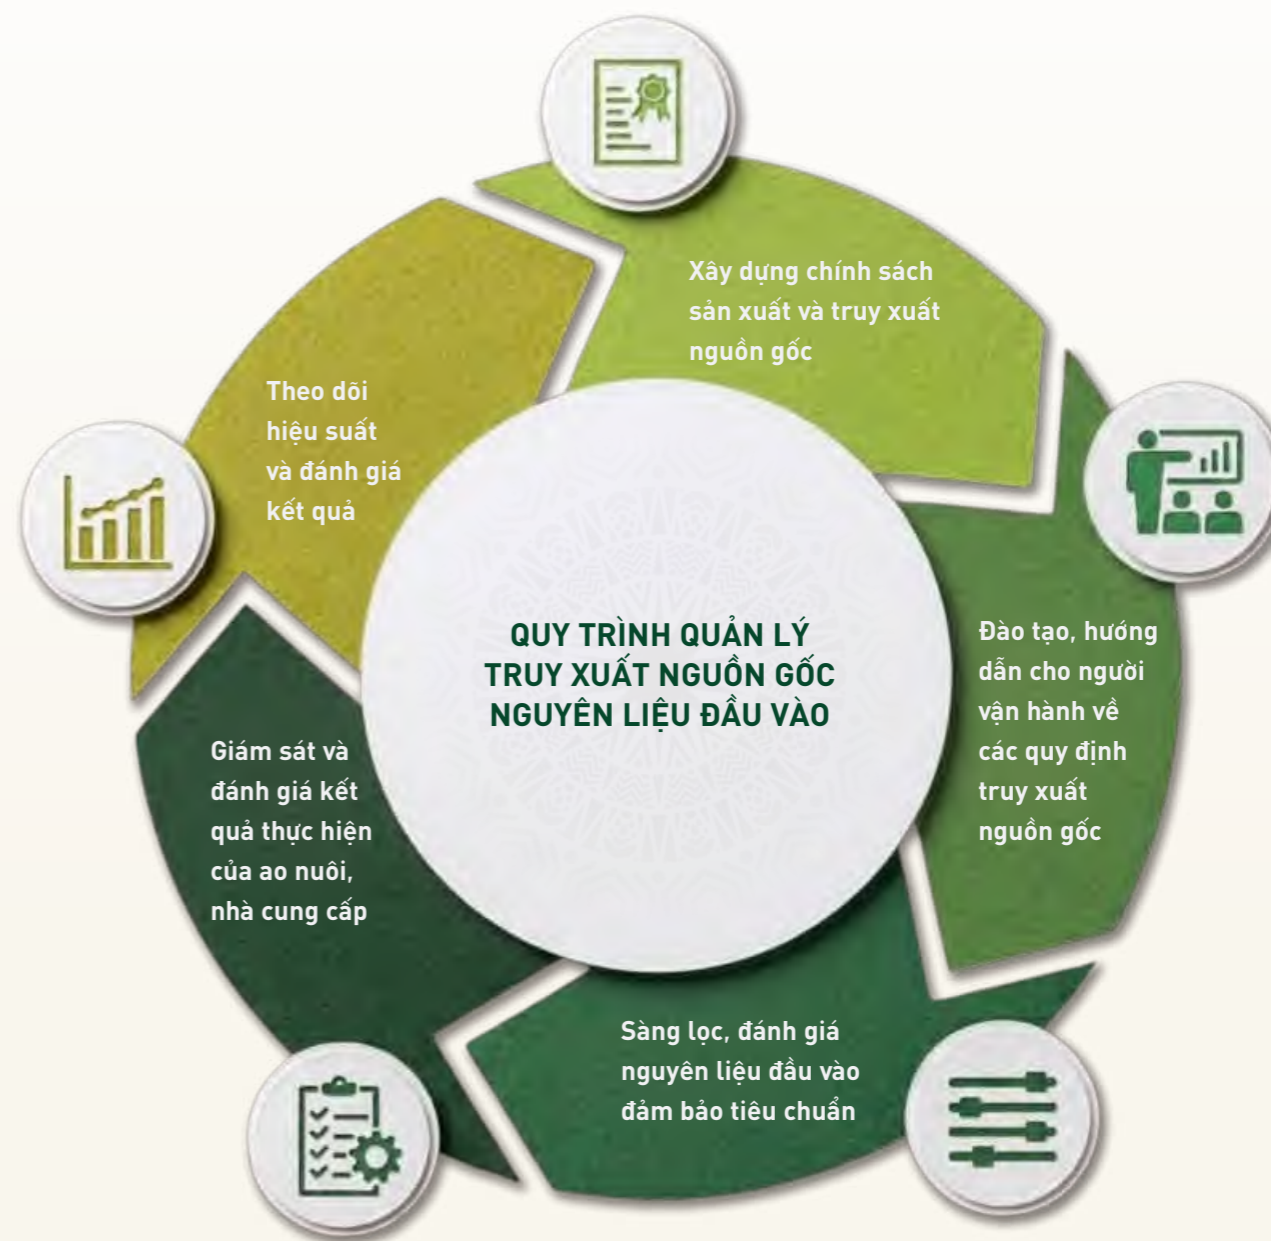 Xây dựng chính sách
sản xuất và truy xuất
nguồn gốc
Đào tạo, hướng
dẫn cho người
vận hành về
các quy định
truy xuất
nguồn gốc
Sàng lọc, đánh giá
nguyên liệu đầu vào
đảm bảo tiêu chuẩn
Giám sát và
đánh giá kết
quả thực hiện
của ao nuôi,
nhà cung cấp
Theo dõi
hiệu suất
và đánh giá
kết quả
QUY TRÌNH QUẢN LÝ
TRUY XUẤT NGUỒN GỐC
NGUYÊN LIỆU ĐẦU VÀO